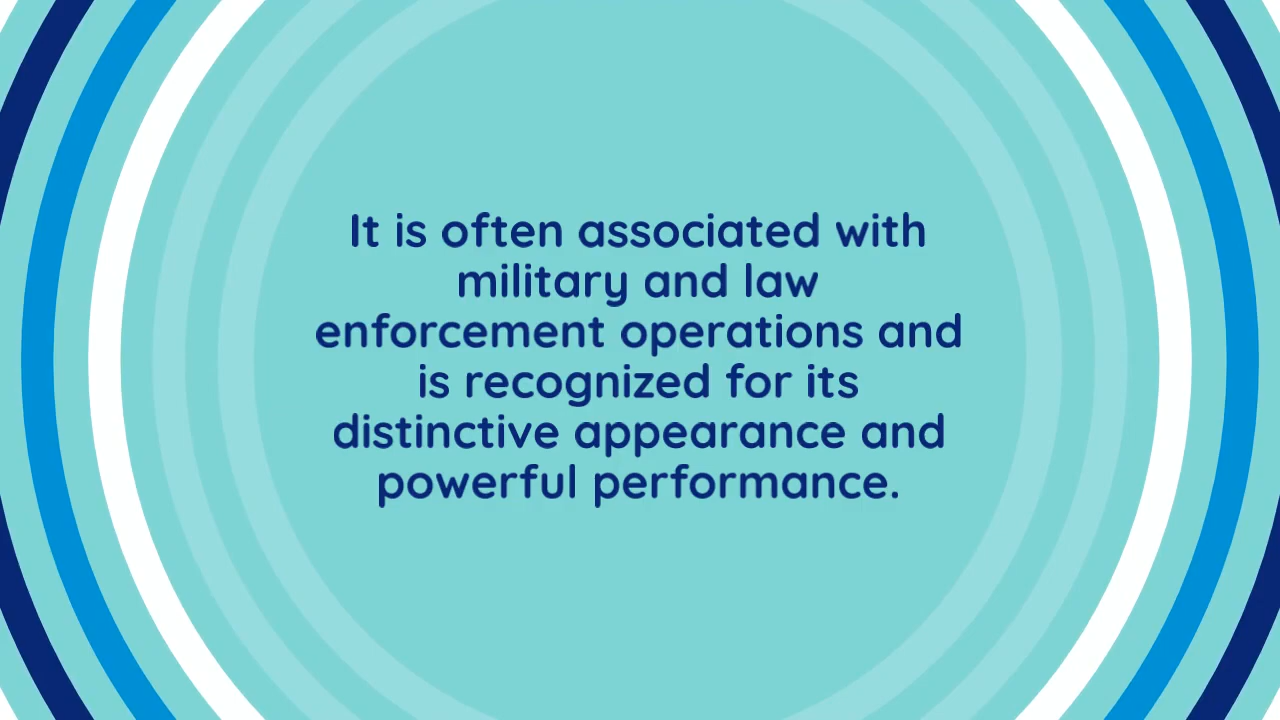 It is often associated with
military and law
enforcement operations and
is recognized for its
distinctive appearance and
powerful performance.